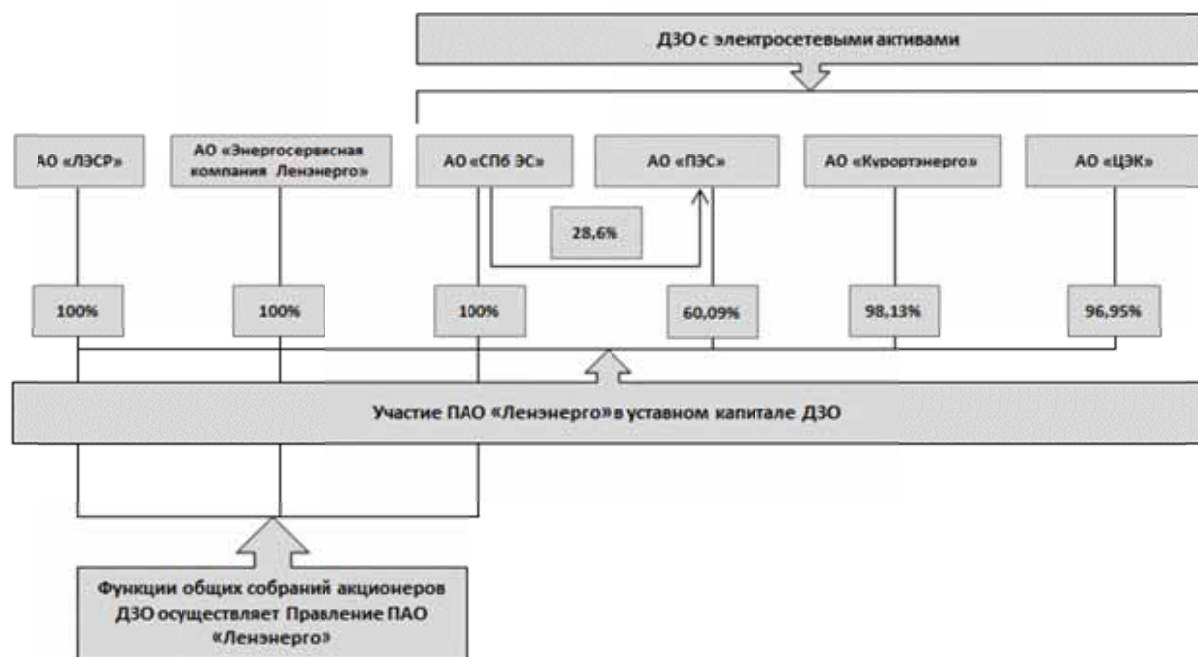 ДЗО с электросетевыми активами
АО «ЛЭСР»
АО «Энергосервисная
компания Ленэнерго»
АО «СПб ЭС»
АО «ПЭС»
АО «Курортэнерго»
АО «ЦЭК»
28,6%
100%
100%
100%
60,09%
98,13%
96,95%
Участие ПАО «Ленэнерго» в уставном капитале ДЗО
Функции общих собраний акционеров
ДЗО осуществляет Правление ПАО
«Ленэнерго»